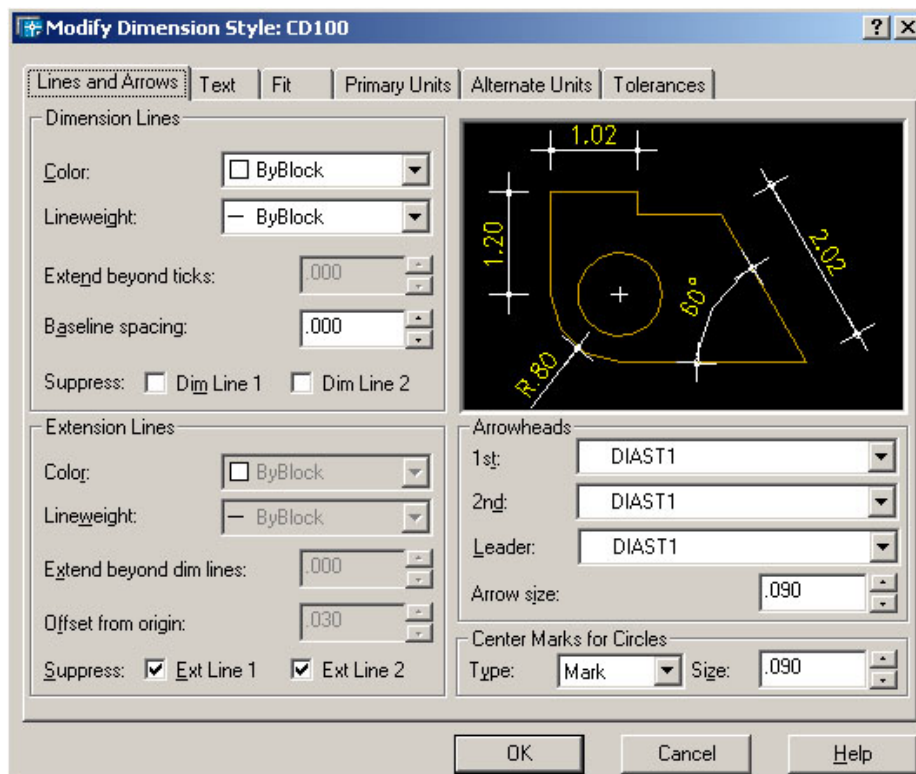 Modify Dimension Style: CD100
Lines and Arrows Text Fit Primary Units Alternate Units Tolerances
Dimension Lines
Color: ByBlock
Lineweight: ByBlock
Extend beyond ticks: .000
Baseline spacing: .000
Suppress: Dim Line 1 Dim Line 2
1.02
1.20
2.02
60°
R.80
Extension Lines
Color: ByBlock
Lineweight: ByBlock
Extend beyond dim lines: .000
Offset from origin: .030
Suppress: Ext Line 1 Ext Line 2
Arrowheads
1st: DIAST1
2nd: DIAST1
Leader: DIAST1
Arrow size: .090
Center Marks for Circles
Type: Mark Size: .090
OK Cancel Help